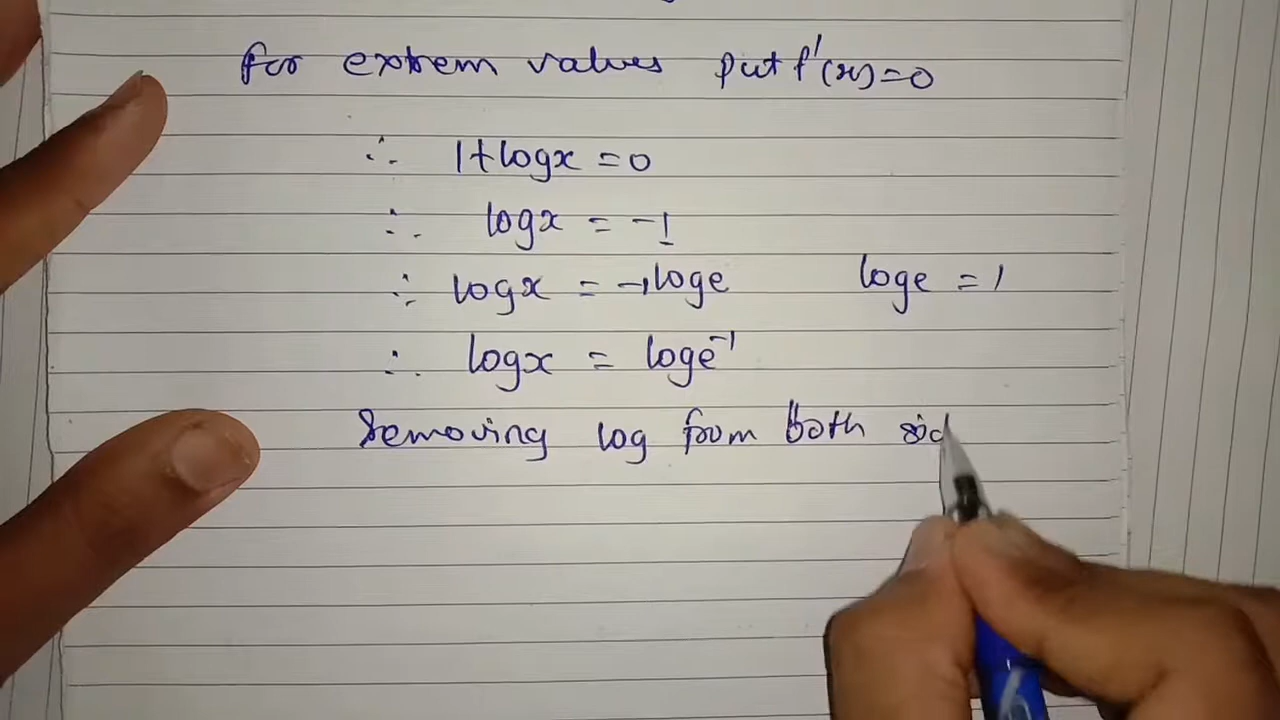 for extrem values put f'(x)=0
∴ 1+logx = 0
∴ logx = -1
∴ logx = -1loge loge = 1
∴ logx = loge⁻¹
Removing log from both sid